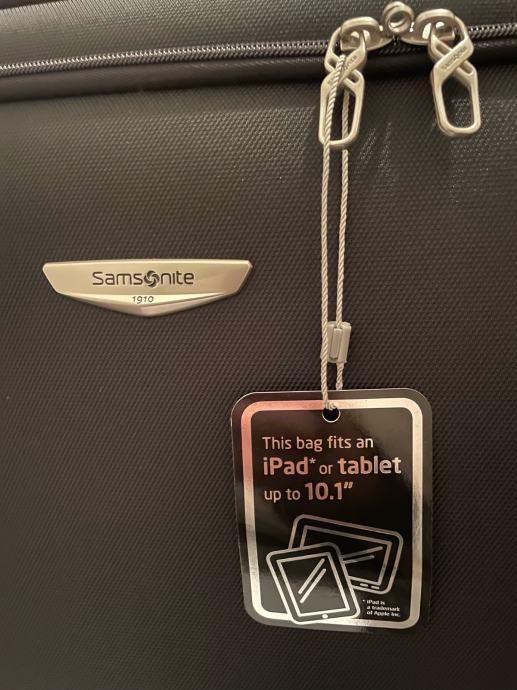 Samsonite
1910
This bag fits an
iPad* or tablet
up to 10.1"
* iPad is
a trademark
of Apple Inc.